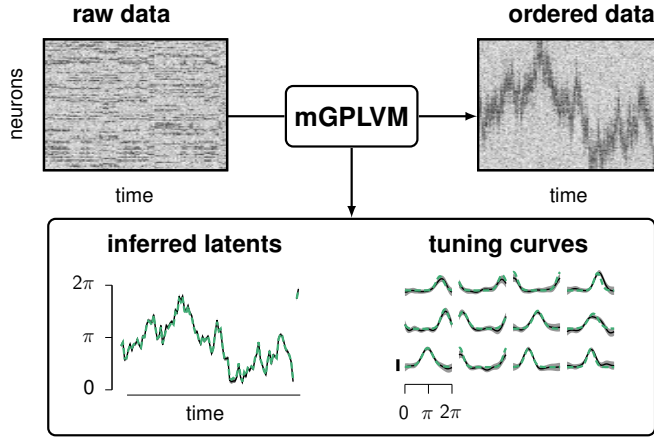 raw data
ordered data
neurons
mGPLVM
time
time
inferred latents
tuning curves
2π
π
0
time
0 π 2π